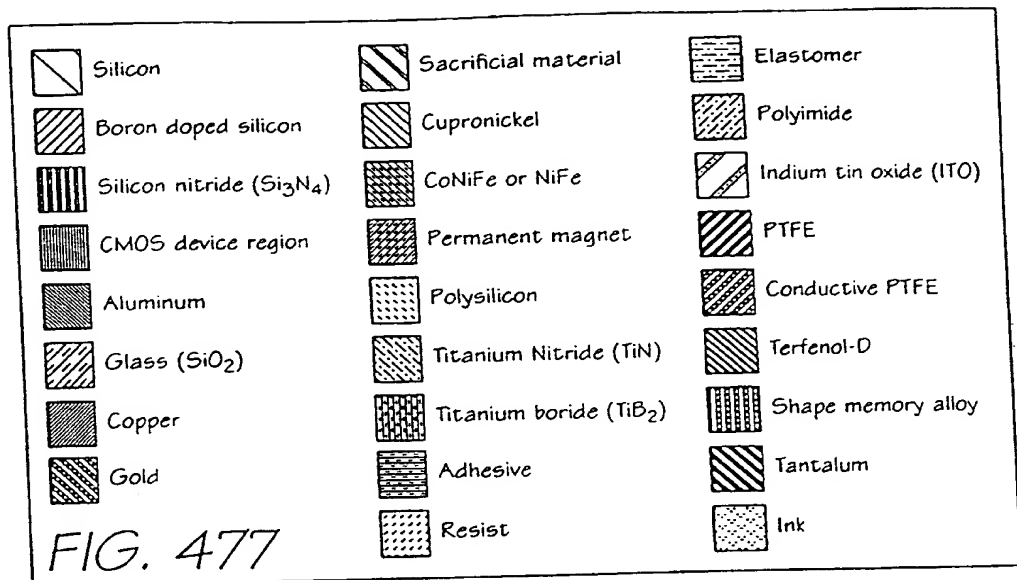 Silicon
Boron doped silicon
Silicon nitride (Si₃N₄)
CMOS device region
Aluminum
Glass (SiO₂)
Copper
Gold
FIG. 477
Sacrificial material
Cupronickel
CoNiFe or NiFe
Permanent magnet
Polysilicon
Titanium Nitride (TiN)
Titanium boride (TiB₂)
Adhesive
Resist
Elastomer
Polyimide
Indium tin oxide (ITO)
PTFE
Conductive PTFE
Terfenol-D
Shape memory alloy
Tantalum
Ink